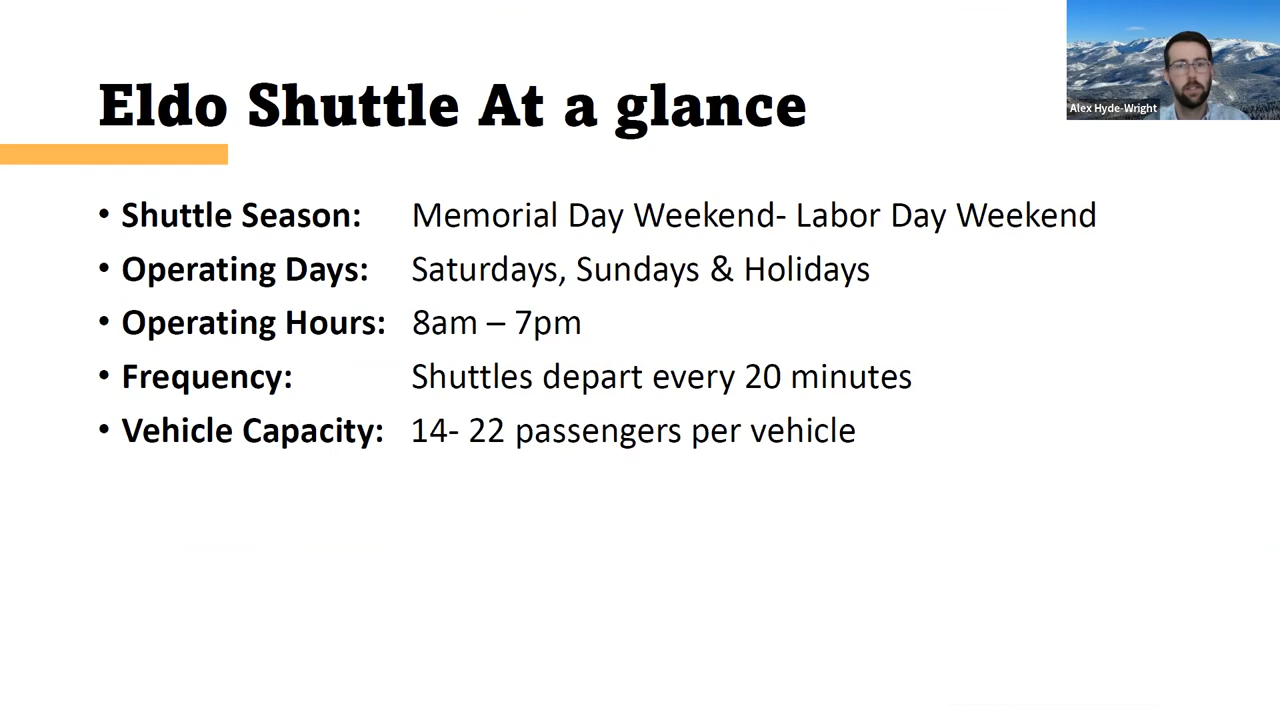 Eldo Shuttle At a glance
Alex Hyde-Wright
• Shuttle Season: Memorial Day Weekend- Labor Day Weekend
• Operating Days: Saturdays, Sundays & Holidays
• Operating Hours: 8am – 7pm
• Frequency: Shuttles depart every 20 minutes
• Vehicle Capacity: 14- 22 passengers per vehicle